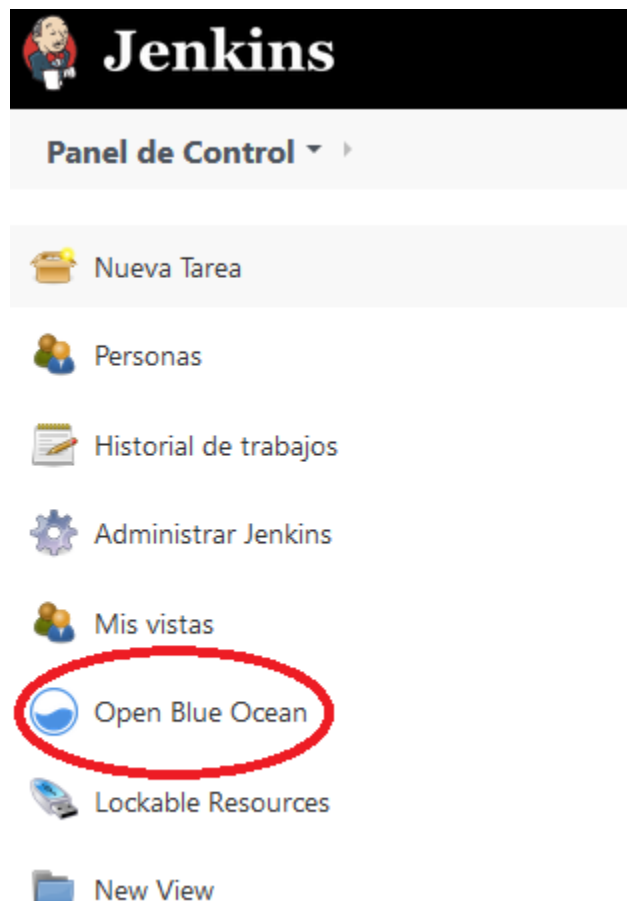 Jenkins
Panel de Control
Nueva Tarea
Personas
Historial de trabajos
Administrar Jenkins
Mis vistas
Open Blue Ocean
Lockable Resources
New View